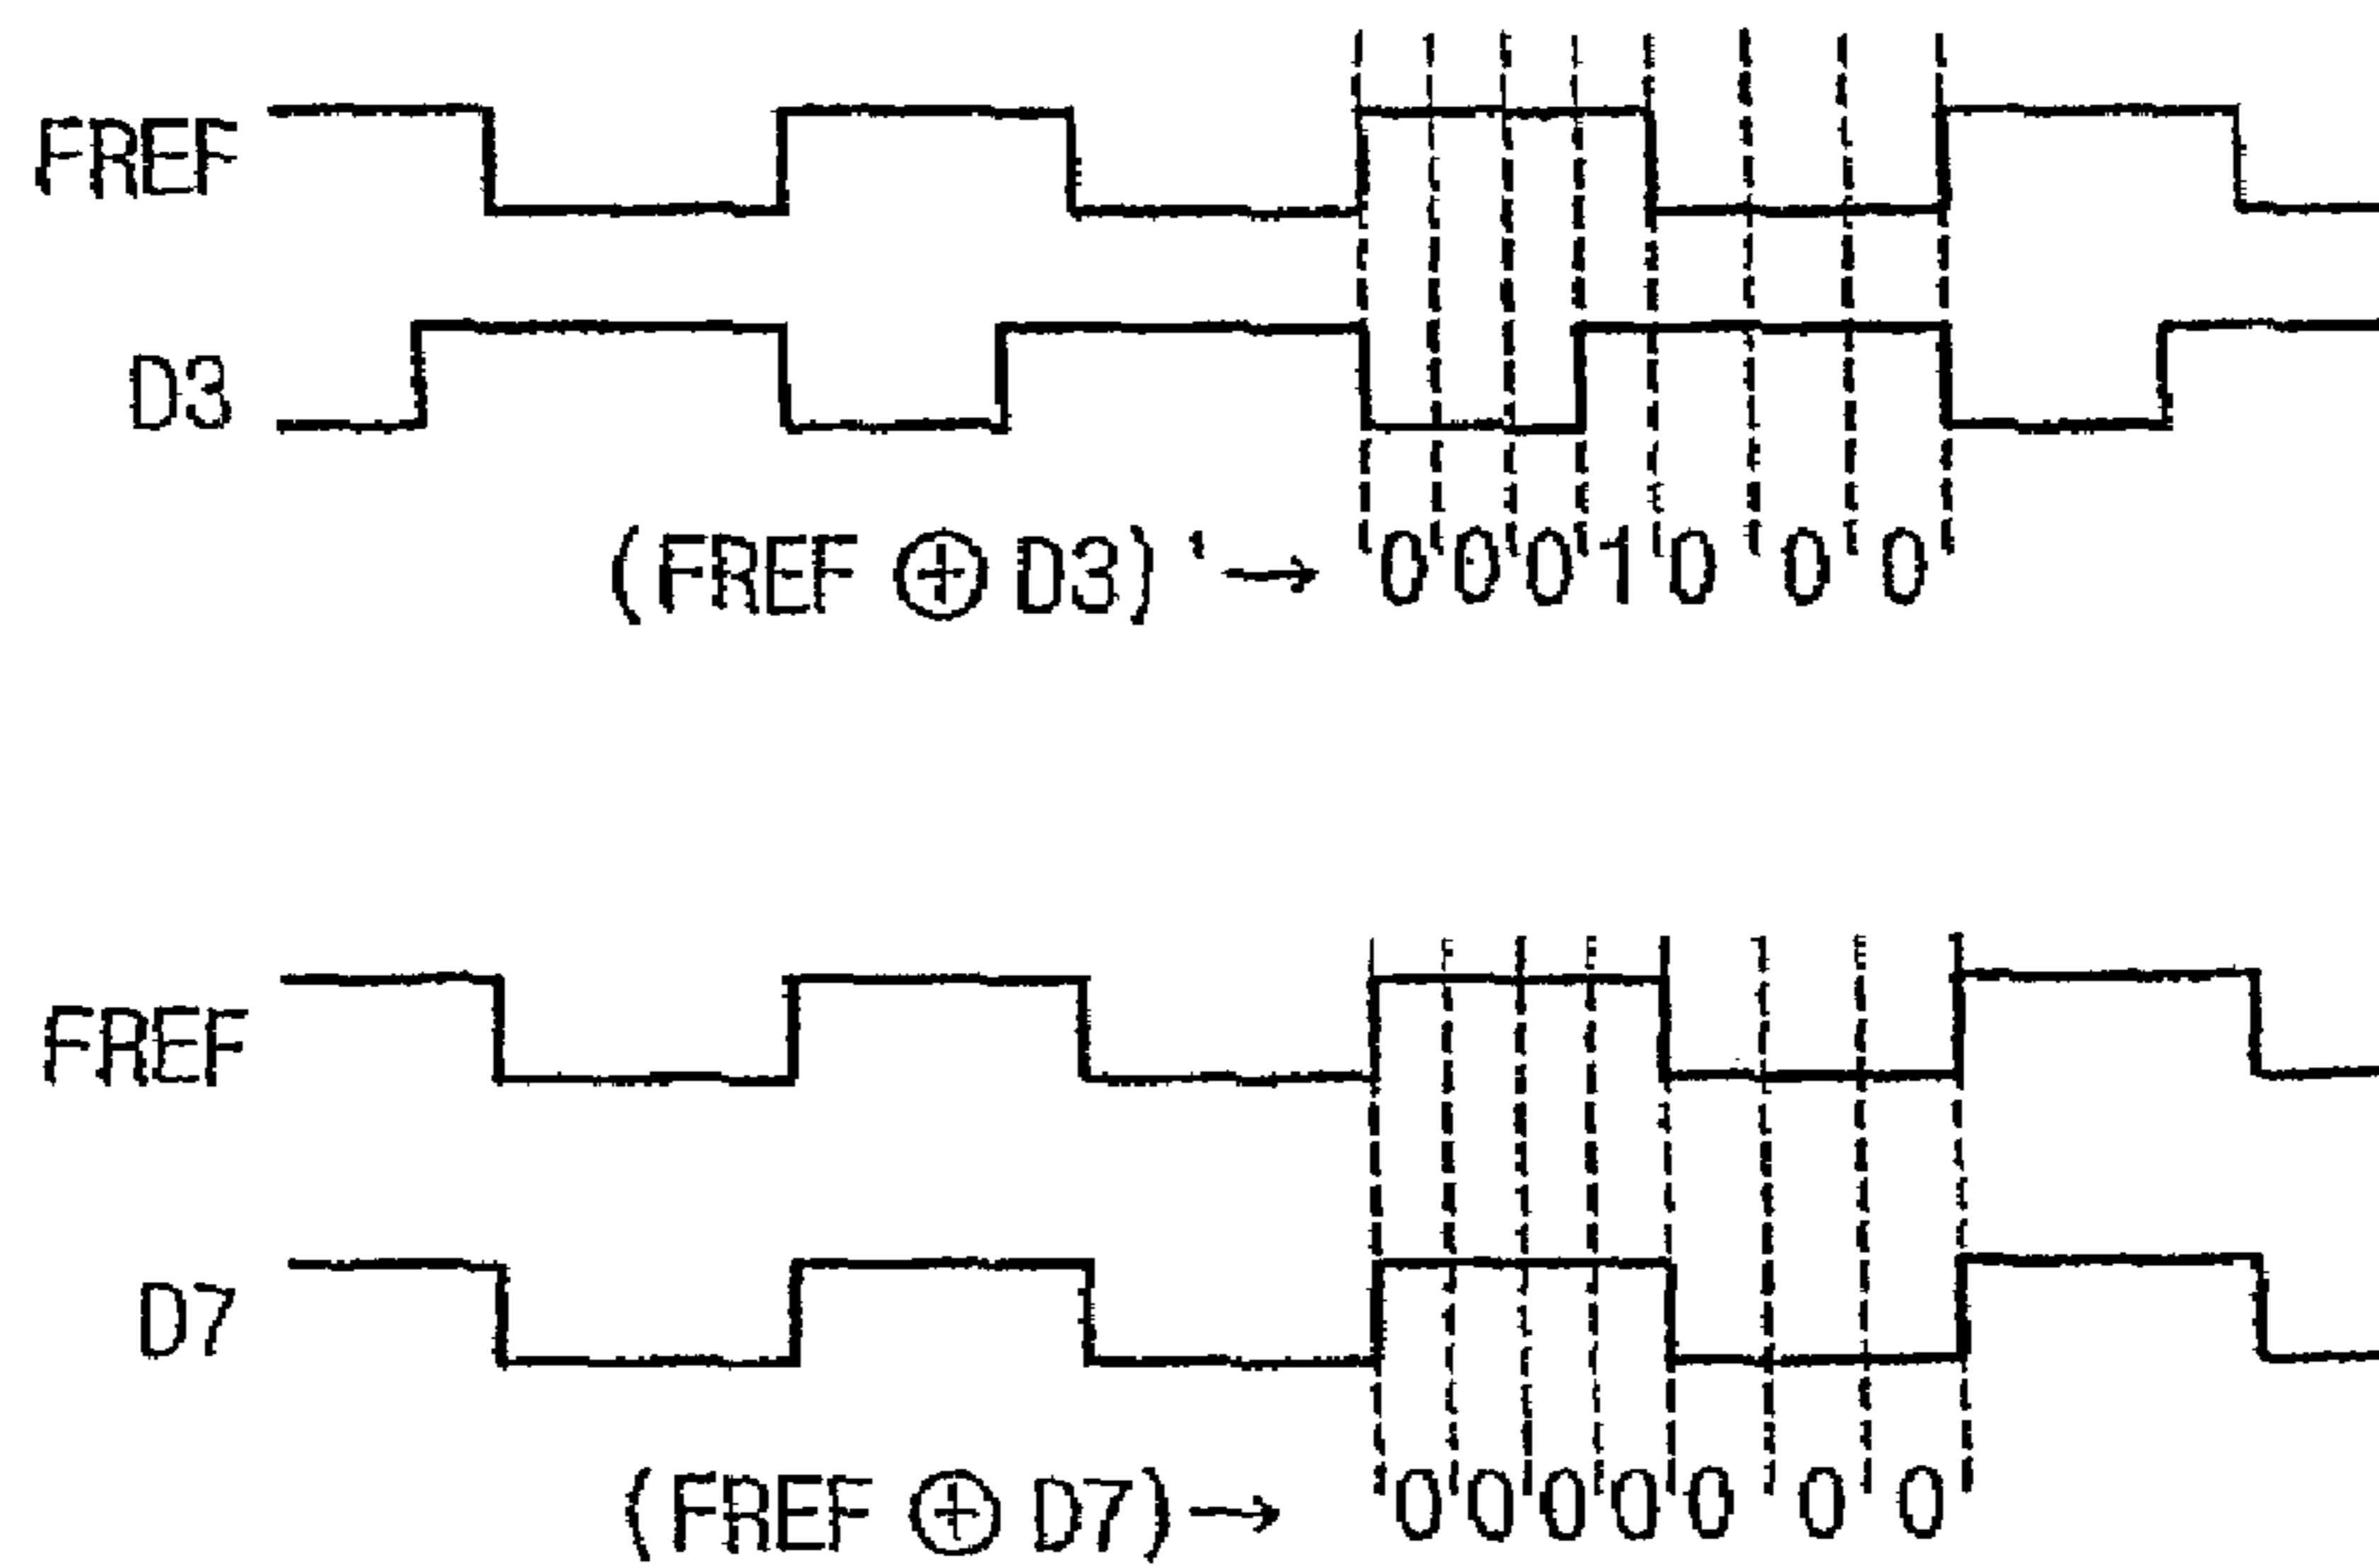 FREF
D3
(FREF ⊕ D3)' → 0 0 0 1 0 0 0
FREF
D7
(FREF ⊕ D7) → 0 0 0 0 0 0 0